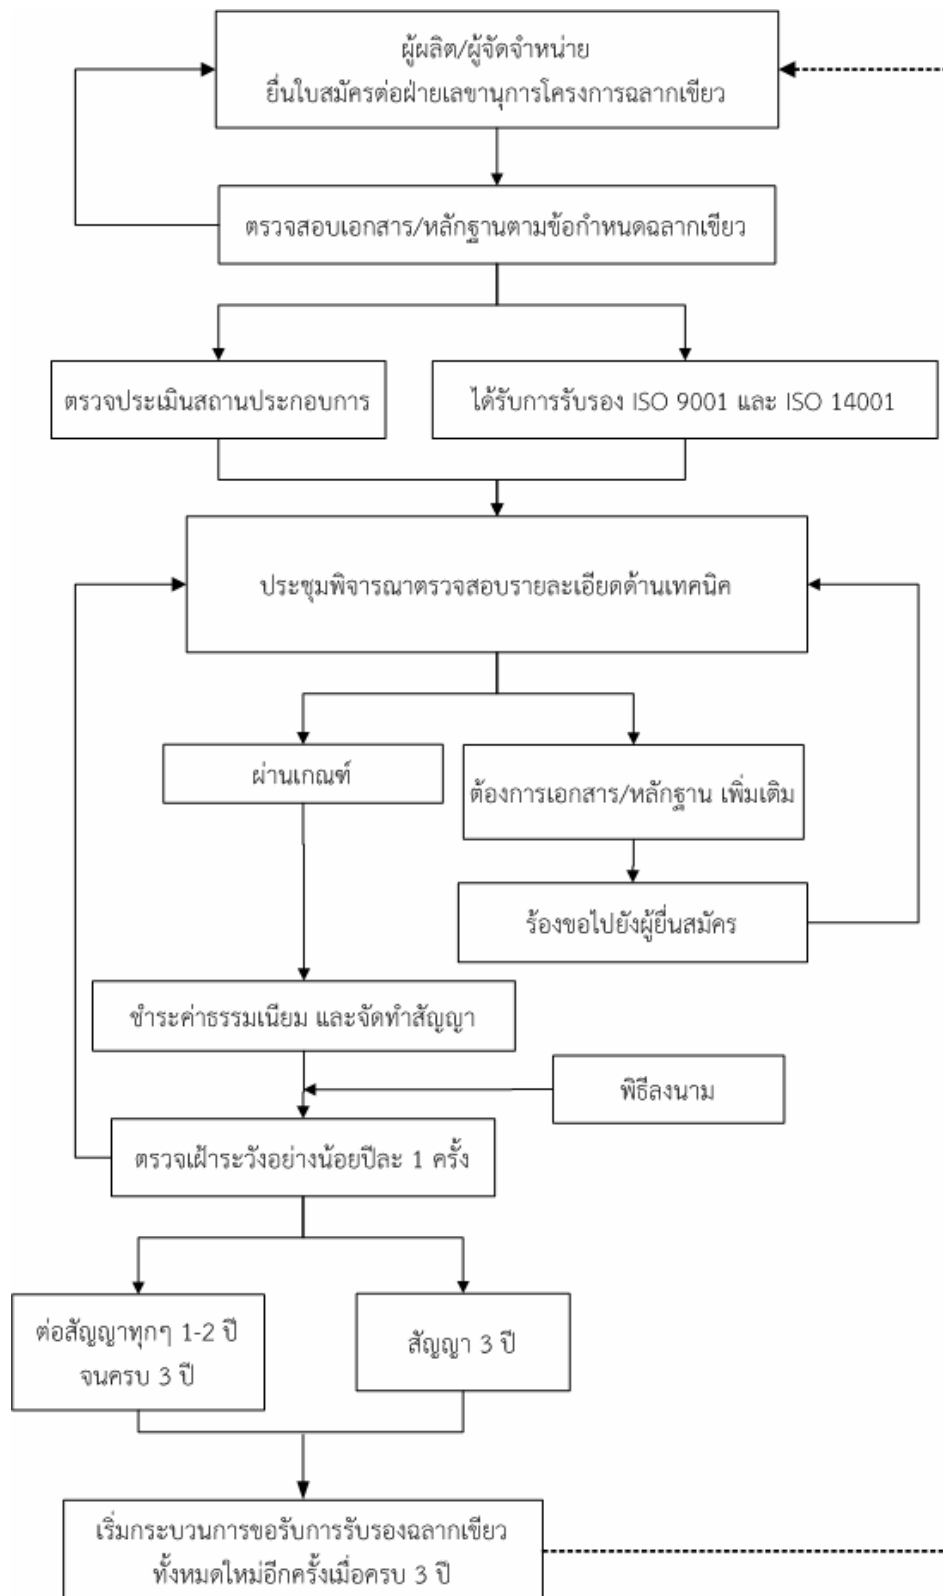 ผู้ผลิต/ผู้จัดจำหน่าย
ยื่นใบสมัครต่อฝ่ายเลขานุการโครงการฉลากเขียว
ตรวจสอบเอกสาร/หลักฐานตามข้อกำหนดฉลากเขียว
ตรวจประเมินสถานประกอบการ
ได้รับการรับรอง ISO 9001 และ ISO 14001
ประชุมพิจารณาตรวจสอบรายละเอียดด้านเทคนิค
ผ่านเกณฑ์
ต้องการเอกสาร/หลักฐาน เพิ่มเติม
ร้องขอไปยังผู้ยื่นสมัคร
ชำระค่าธรรมเนียม และจัดทำสัญญา
พิธีลงนาม
ตรวจเฝ้าระวังอย่างน้อยปีละ 1 ครั้ง
ต่อสัญญาทุกๆ 1-2 ปี
จนครบ 3 ปี
สัญญา 3 ปี
เริ่มกระบวนการขอรับการรับรองฉลากเขียว
ทั้งหมดใหม่อีกครั้งเมื่อครบ 3 ปี